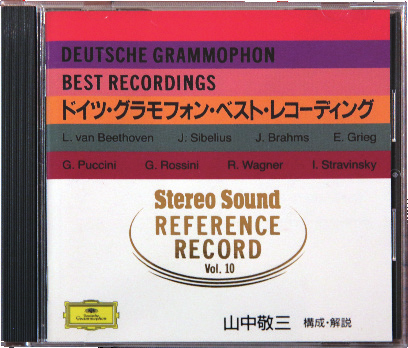 DEUTSCHE GRAMMOPHON
BEST RECORDINGS
ドイツ・グラモフォン・ベスト・レコーディング
L. van Beethoven J. Sibelius J. Brahms E. Grieg
G. Puccini G. Rossini R. Wagner I. Stravinsky
Stereo Sound
REFERENCE
RECORD
Vol. 10
Deutsche
Grammophon
山中敬三 構成・解説